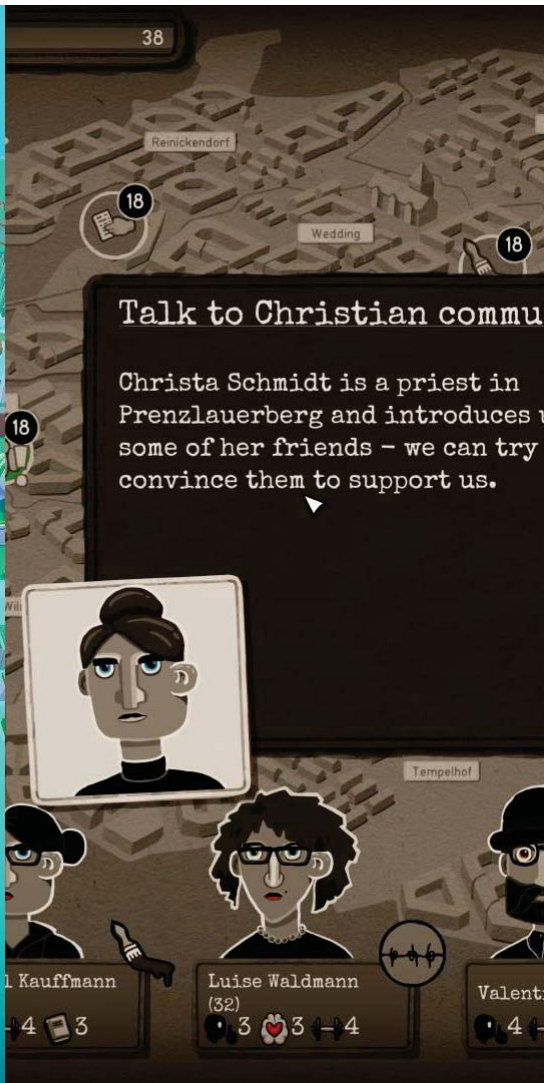 38
Reinickendorf
18
Wedding
18
Talk to Christian commu
Christa Schmidt is a priest in
Prenzlauerberg and introduces u
some of her friends – we can try
convince them to support us.
18
Wil
Tempelhof
l Kauffmann
4 3
Luise Waldmann
(32)
3 3 4
Valenti
4